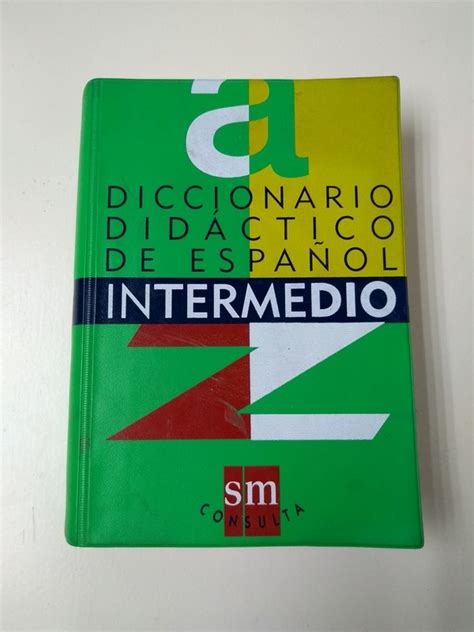 a
DICCIONARIO
DIDÁCTICO
DE ESPAÑOL
INTERMEDIO
Z
sm
CONSULTA